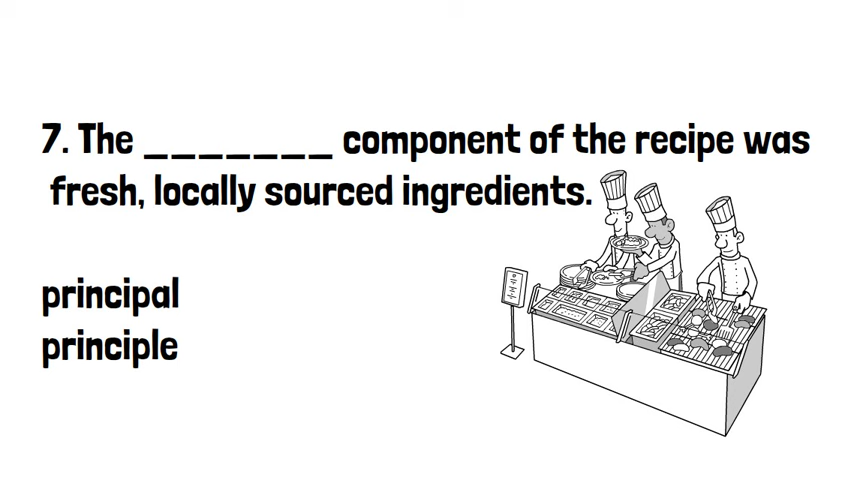 7. The _______ component of the recipe was
fresh, locally sourced ingredients.
principal
principle